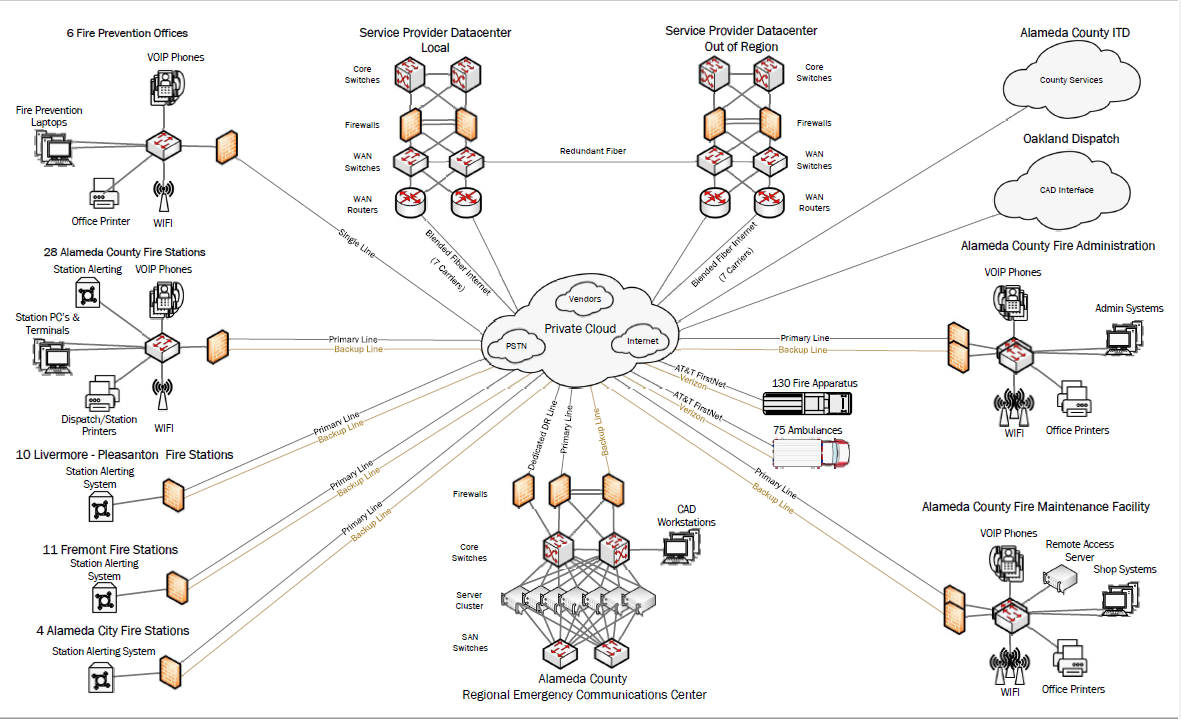 6 Fire Prevention Offices
VOIP Phones
Fire Prevention
Laptops
Office Printer
WIFI
Single Line
Service Provider Datacenter
Local
Core
Switches
Firewalls
WAN
Switches
WAN
Routers
Blended Fiber Internet
(7 Carriers)
Redundant Fiber
Service Provider Datacenter
Out of Region
Core
Switches
Firewalls
WAN
Switches
WAN
Routers
Blended Fiber Internet
(7 Carriers)
Alameda County ITD
County Services
Oakland Dispatch
CAD Interface
28 Alameda County Fire Stations
Station Alerting
VOIP Phones
Station PC's &
Terminals
Dispatch/Station
Printers
WIFI
Primary Line
Backup Line
Vendors
Private Cloud
PSTN
Internet
Alameda County Fire Administration
VOIP Phones
Admin Systems
Primary Line
Backup Line
WIFI
Office Printers
AT&T FirstNet
Verizon
130 Fire Apparatus
AT&T FirstNet
Verizon
75 Ambulances
10 Livermore - Pleasanton Fire Stations
Station Alerting
System
Primary Line
Backup Line
11 Fremont Fire Stations
Station Alerting
System
Primary Line
Backup Line
4 Alameda City Fire Stations
Station Alerting System
Primary Line
Backup Line
Dedicated DR Line
Primary Line
Backup Line
Firewalls
CAD
Workstations
Core
Switches
Server
Cluster
SAN
Switches
Alameda County
Regional Emergency Communications Center
Primary Line
Backup Line
Alameda County Fire Maintenance Facility
VOIP Phones
Remote Access
Server
Shop Systems
WIFI
Office Printers